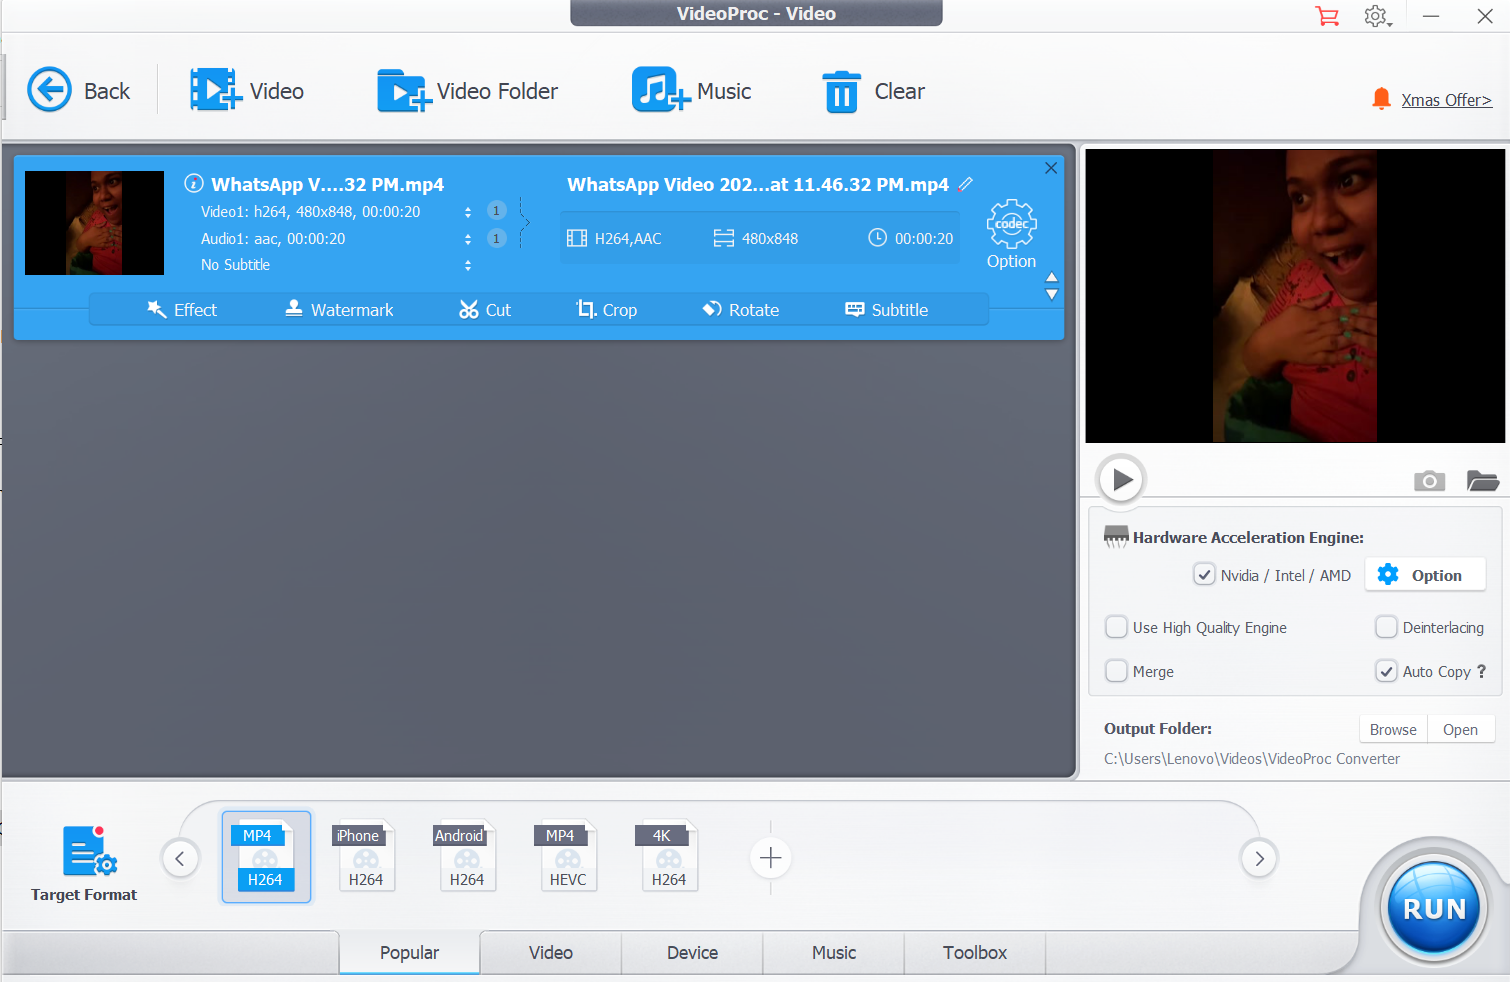 VideoProc - Video
Back
Video
Video Folder
Music
Clear
Xmas Offer>
WhatsApp V....32 PM.mp4
Video1: h264, 480x848, 00:00:20
1
Audio1: aac, 00:00:20
1
No Subtitle
WhatsApp Video 202...at 11.46.32 PM.mp4
H264,AAC
480x848
00:00:20
codec
Option
Effect
Watermark
Cut
Crop
Rotate
Subtitle
Hardware Acceleration Engine:
Nvidia / Intel / AMD
Option
Use High Quality Engine
Deinterlacing
Merge
Auto Copy ?
Output Folder:
Browse
Open
C:\Users\Lenovo\Videos\VideoProc Converter
Target Format
MP4
H264
iPhone
H264
Android
H264
MP4
HEVC
4K
H264
RUN
Popular
Video
Device
Music
Toolbox